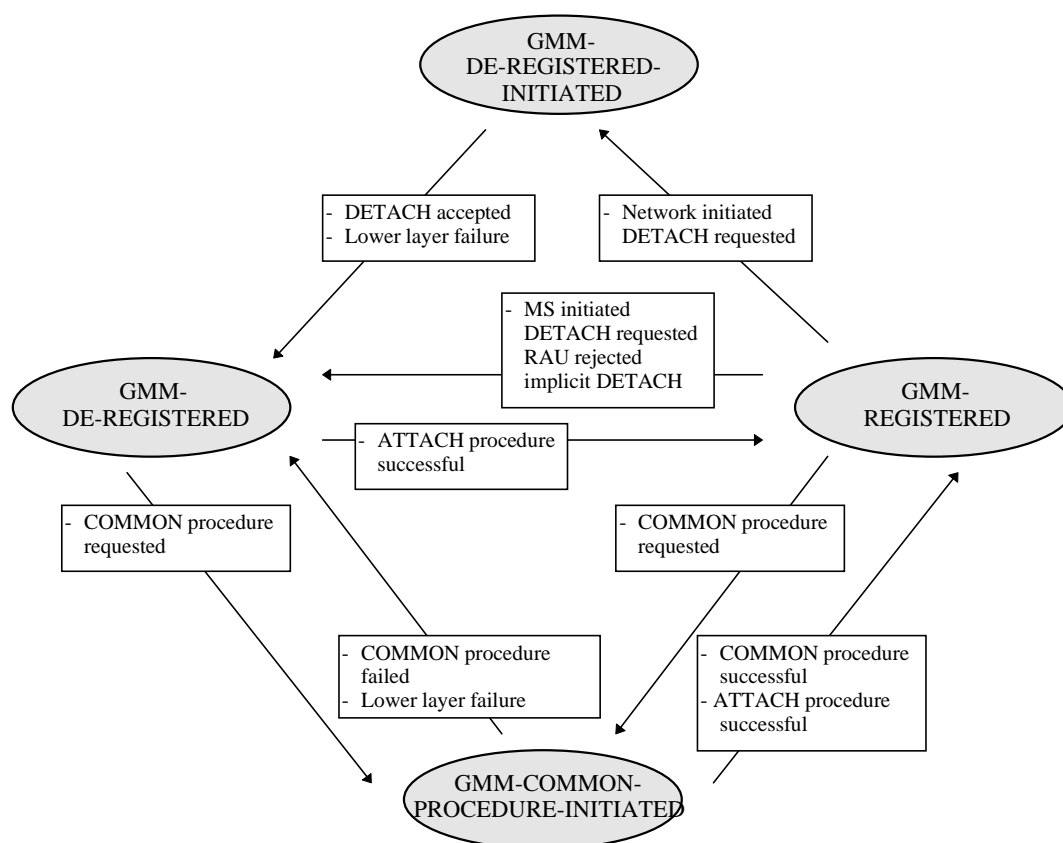 GMM-
DE-REGISTERED-
INITIATED
- DETACH accepted
- Lower layer failure
- Network initiated
DETACH requested
- MS initiated
DETACH requested
RAU rejected
implicit DETACH
GMM-
DE-REGISTERED
GMM-
REGISTERED
- ATTACH procedure
successful
- COMMON procedure
requested
- COMMON procedure
requested
- COMMON procedure
failed
- Lower layer failure
- COMMON procedure
successful
- ATTACH procedure
successful
GMM-COMMON-
PROCEDURE-INITIATED